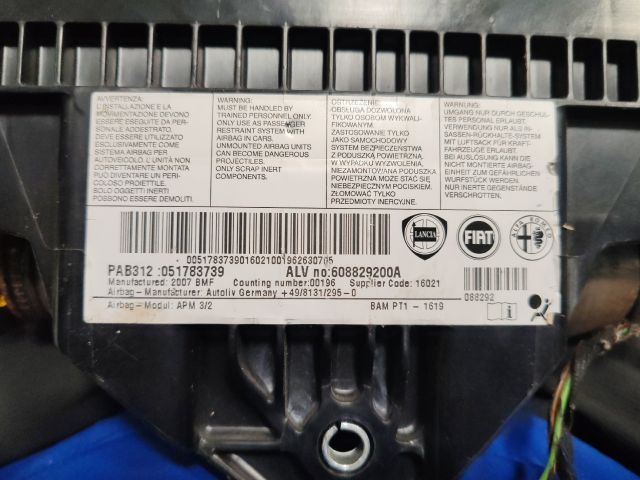 AVVERTENZA:
L'INSTALLAZIONE E LA
MOVIMENTAZIONE DEVONO
ESSERE ESEGUITE DA PER-
SONALE ADDESTRATO,
DEVE ESSERE UTILIZZATO
ESCLUSIVAMENTE COME
SISTEMA AIRBAG PER
AUTOVEICOLO. L'UNITÀ NON
CORRETTAMENTE MONTATA
PUÒ DIVENTARE UN PERI-
COLOSO PROIETTILE.
SOLO OGGETTI INERTI
POSSONO ESSERE DEMOLITI.
WARNING:
MUST BE HANDLED BY
TRAINED PERSONNEL ONLY.
ONLY USE AS PASSENGER
RESTRAINT SYSTEM WITH
AIRBAG IN CARS.
UNMOUNTED AIRBAG UNITS
CAN BECOME DANGEROUS
PROJECTILES.
ONLY SCRAP INERT
COMPONENTS.
OSTRZEŻENIE:
OBSŁUGA DOZWOLONA
TYLKO OSOBOM WYKWALI-
FIKOWANYM
ZASTOSOWANIE TYLKO
JAKO SAMOCHODOWY
SYSTEM BEZPIECZEŃSTWA
Z PODUSZKĄ POWIETRZNĄ,
W WYPADKU WYZWOLENIA,
NIEZAMONTOWANA PODUSZKA
POWIETRZNA MOŻE STAĆ SIĘ
NIEBEZPIECZNYM POCISKIEM.
ZŁOMOWAĆ TYLKO
PRZEDMIOTY INERCYJNE.
WARNUNG:
UMGANG NUR DURCH GESCHUL-
TES PERSONAL ERLAUBT.
VERWENDUNG NUR ALS IN-
SASSEN-RÜCKHALTE-SYSTEM
MIT LUFTSACK FÜR KRAFT-
FAHRZEUGE ERLAUBT.
BEI AUSLÖSUNG KANN DIE
NICHT EINGEBAUTE AIRBAG-
EINHEIT ZUM GEFÄHRLICHEN
WURFSTÜCK WERDEN.
NUR INERTE GEGENSTÄNDE
VERSCHROTTEN.
LANCIA
FIAT
ALFA ROMEO
0051783739016021001962630705
PAB312 :051783739
ALV no:608829200A
Manufactured: 2007 BMF
Counting number:00196
Supplier Code: 16021
Airbag - Manufacturer: Autoliv Germany +49/8131/295-0
088292
Airbag - Modul: APM 3/2
BAM PT1 - 1619
i